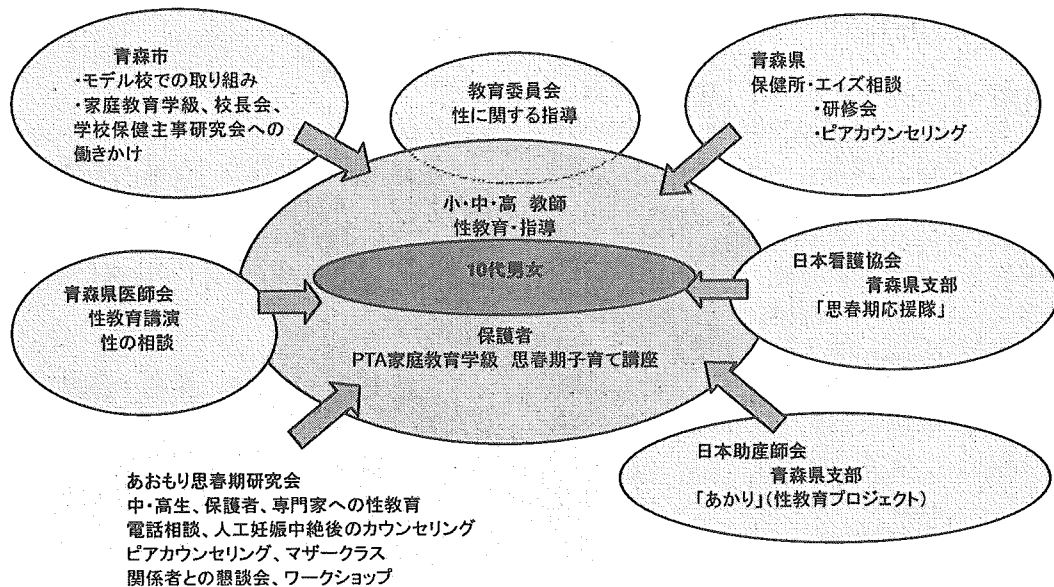 青森市
・モデル校での取り組み
・家庭教育学級、校長会、
学校保健主事研究会への
働きかけ
教育委員会
性に関する指導
青森県
保健所・エイズ相談
・研修会
・ピアカウンセリング
小・中・高 教師
性教育・指導
10代男女
保護者
PTA家庭教育学級 思春期子育て講座
青森県医師会
性教育講演
性の相談
日本看護協会
青森県支部
「思春期応援隊」
日本助産師会
青森県支部
「あかり」(性教育プロジェクト)
あおもり思春期研究会
中・高生、保護者、専門家への性教育
電話相談、人工妊娠中絶後のカウンセリング
ピアカウンセリング、マザークラス
関係者との懇談会、ワークショップ